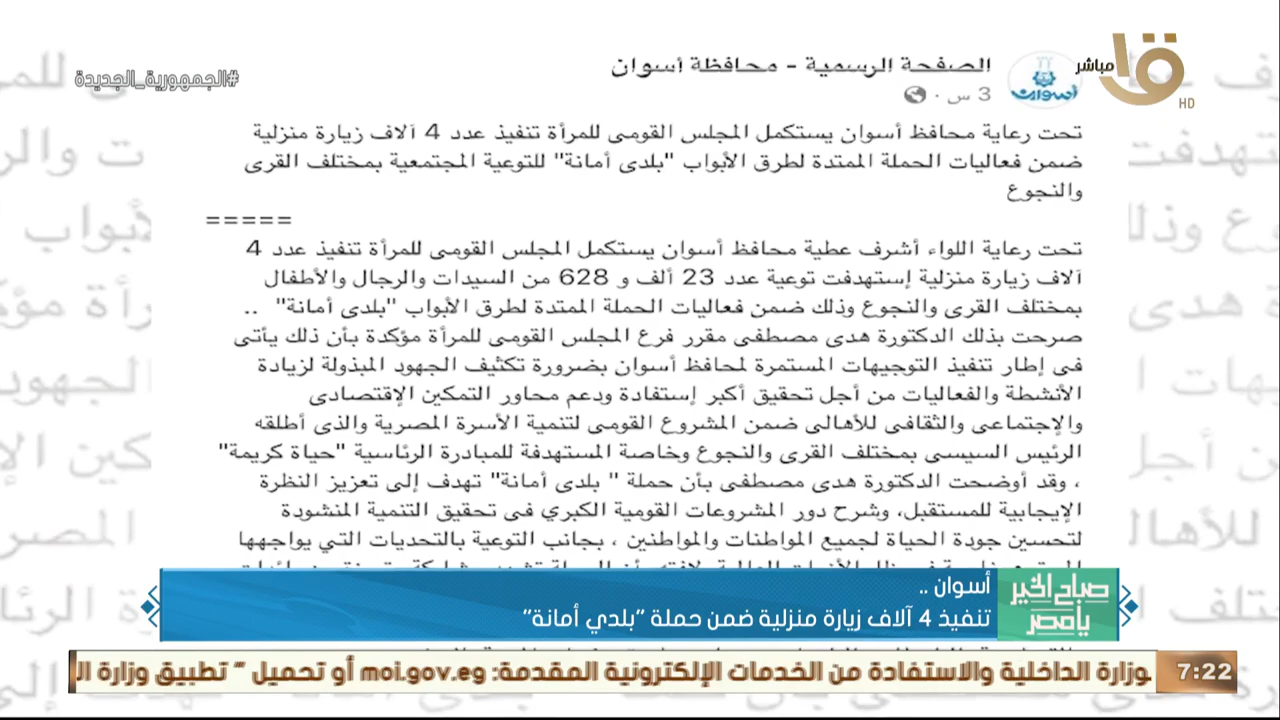 #الجمهورية_الجديدة
مباشر
HD
الصفحة الرسمية - محافظة أسوان
3 س ·
أسوان
تحت رعاية محافظ أسوان يستكمل المجلس القومى للمرأة تنفيذ عدد 4 آلاف زيارة منزلية
ضمن فعاليات الحملة الممتدة لطرق الأبواب "بلدى أمانة" للتوعية المجتمعية بمختلف القرى
والنجوع
=====
تحت رعاية اللواء أشرف عطية محافظ أسوان يستكمل المجلس القومى للمرأة تنفيذ عدد 4
آلاف زيارة منزلية إستهدفت توعية عدد 23 ألف و 628 من السيدات والرجال والأطفال
بمختلف القرى والنجوع وذلك ضمن فعاليات الحملة الممتدة لطرق الأبواب "بلدى أمانة" ..
صرحت بذلك الدكتورة هدى مصطفى مقرر فرع المجلس القومى للمرأة مؤكدة بأن ذلك يأتى
فى إطار تنفيذ التوجيهات المستمرة لمحافظ أسوان بضرورة تكثيف الجهود المبذولة لزيادة
الأنشطة والفعاليات من أجل تحقيق أكبر إستفادة ودعم محاور التمكين الإقتصادى
والإجتماعى والثقافى للأهالى ضمن المشروع القومى لتنمية الأسرة المصرية والذى أطلقه
الرئيس السيسى بمختلف القرى والنجوع وخاصة المستهدفة للمبادرة الرئاسية "حياة كريمة"
، وقد أوضحت الدكتورة هدى مصطفى بأن حملة " بلدى أمانة" تهدف إلى تعزيز النظرة
الإيجابية للمستقبل، وشرح دور المشروعات القومية الكبري فى تحقيق التنمية المنشودة
لتحسين جودة الحياة لجميع المواطنات والمواطنين ، بجانب التوعية بالتحديات التي يواجهها
صباح الخير
يا مصر
أسوان ..
تنفيذ 4 آلاف زيارة منزلية ضمن حملة "بلدي أمانة"
7:22
وزارة الداخلية والاستفادة من الخدمات الإلكترونية المقدمة: moi.gov.eg أو تحميل " تطبيق وزارة